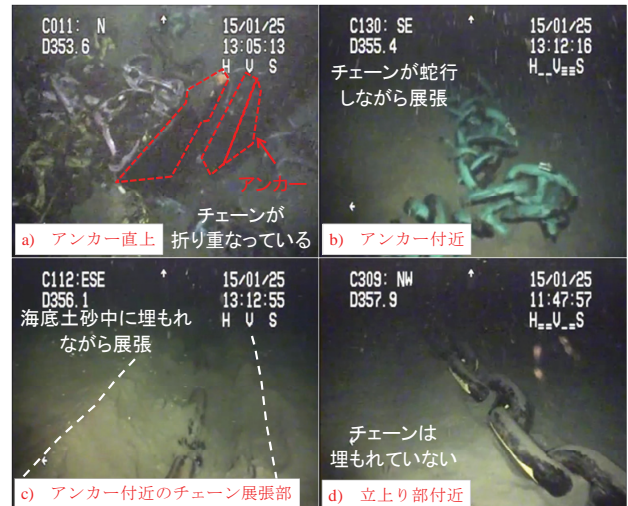 C011: N
15/01/25
D353.6
13:05:13
H V S
アンカー
チェーンが
折り重なっている
a) アンカー直上
C130: SE
15/01/25
D355.4
13:12:16
H__V≡≡S
チェーンが蛇行
しながら展張
b) アンカー付近
C112:ESE
15/01/25
D356.1
13:12:55
H V S
海底土砂中に埋もれ
ながら展張
c) アンカー付近のチェーン展張部
C309: NW
15/01/25
D357.9
11:47:57
H==V_=S
チェーンは
埋もれていない
d) 立上り部付近